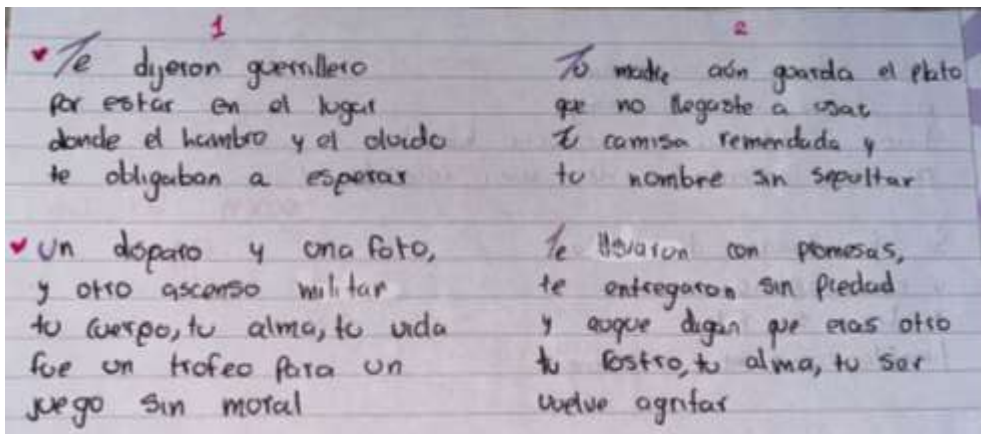 1
Te dijeron guerrillero
por estar en el lugar
donde el hambre y el olvido
te obligaban a esperar
Un disparo y una foto,
y otro ascenso militar
tu cuerpo, tu alma, tu vida
fue un trofeo para un
juego sin moral
2
Tu madre aún guarda el plato
que no llegaste a usar
tu camisa remendada y
tu nombre sin sepultar
Te llevaron con promesas,
te entregaron sin piedad
y auque digan que eras otro
tu rostro, tu alma, tu ser
vuelve agritar